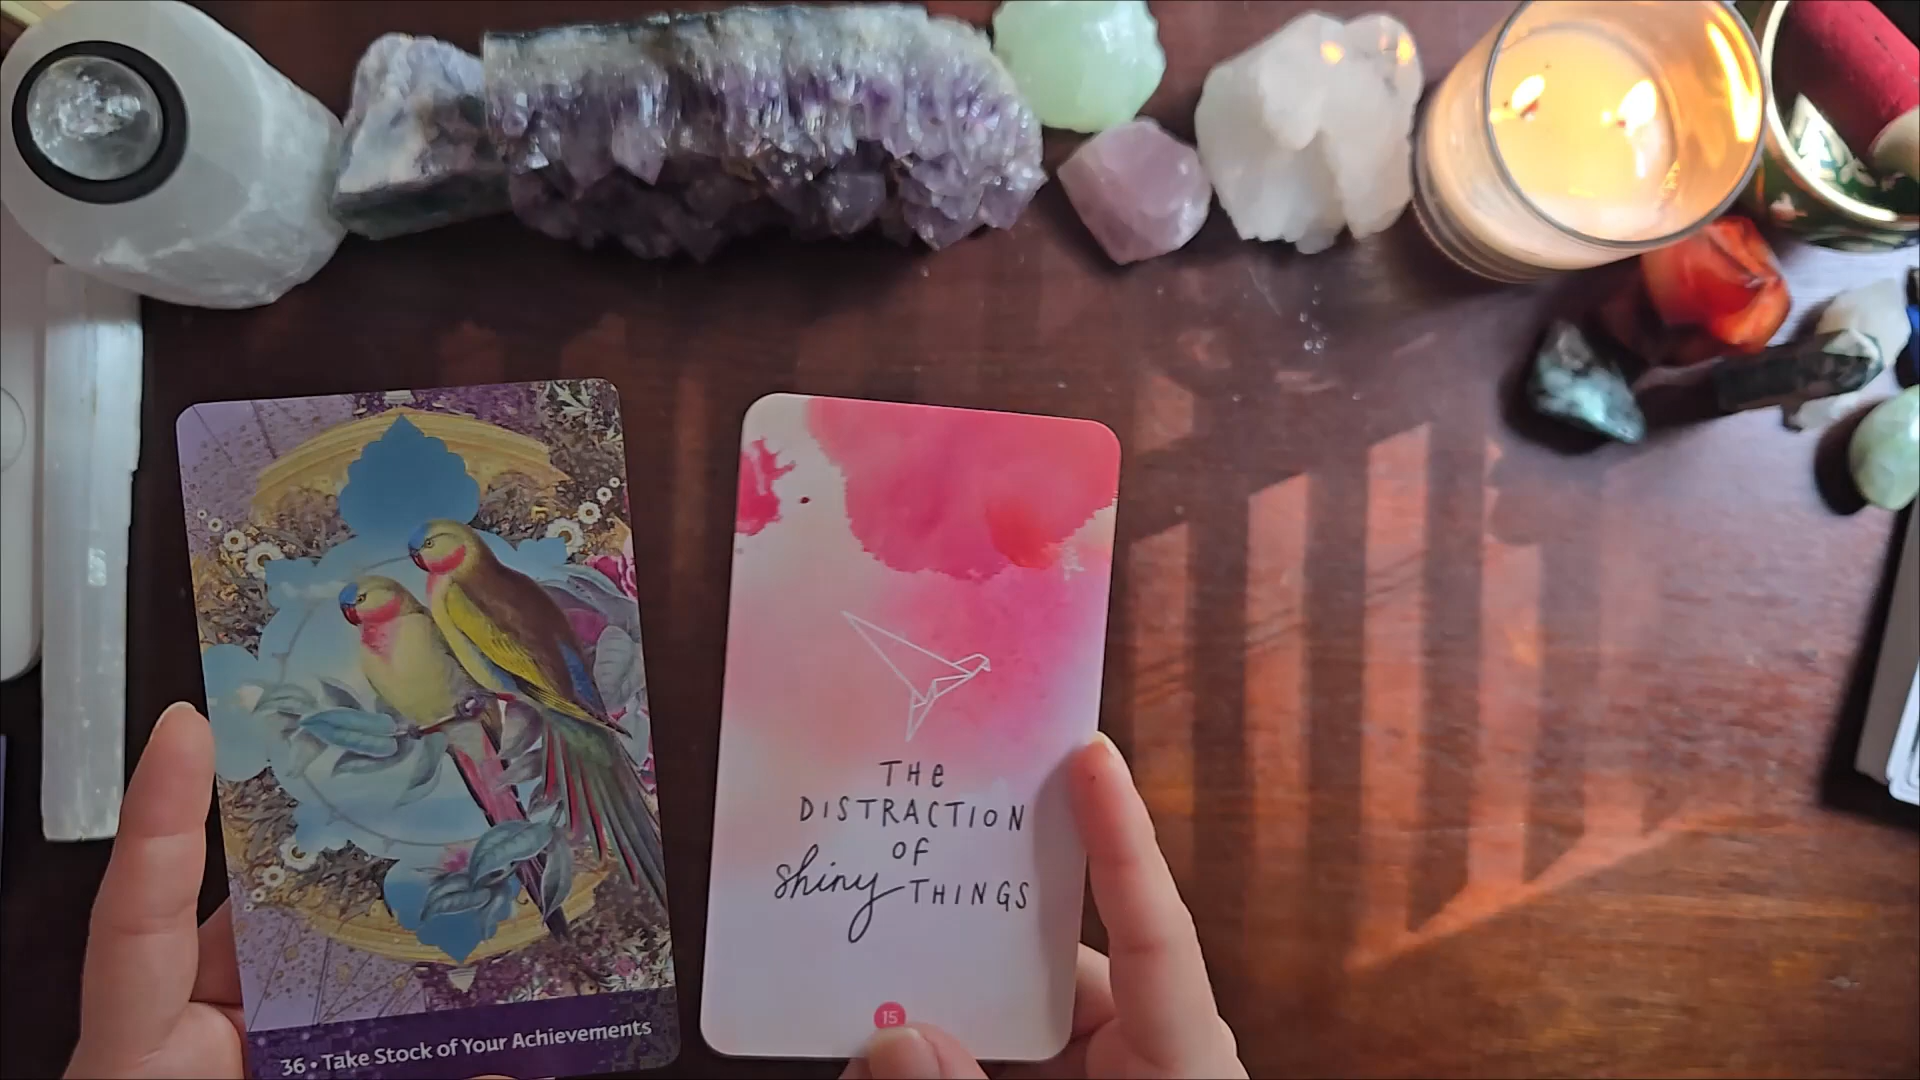 36 • Take Stock of Your Achievements
THe
DISTRACTION
OF
shiny THINGS
15